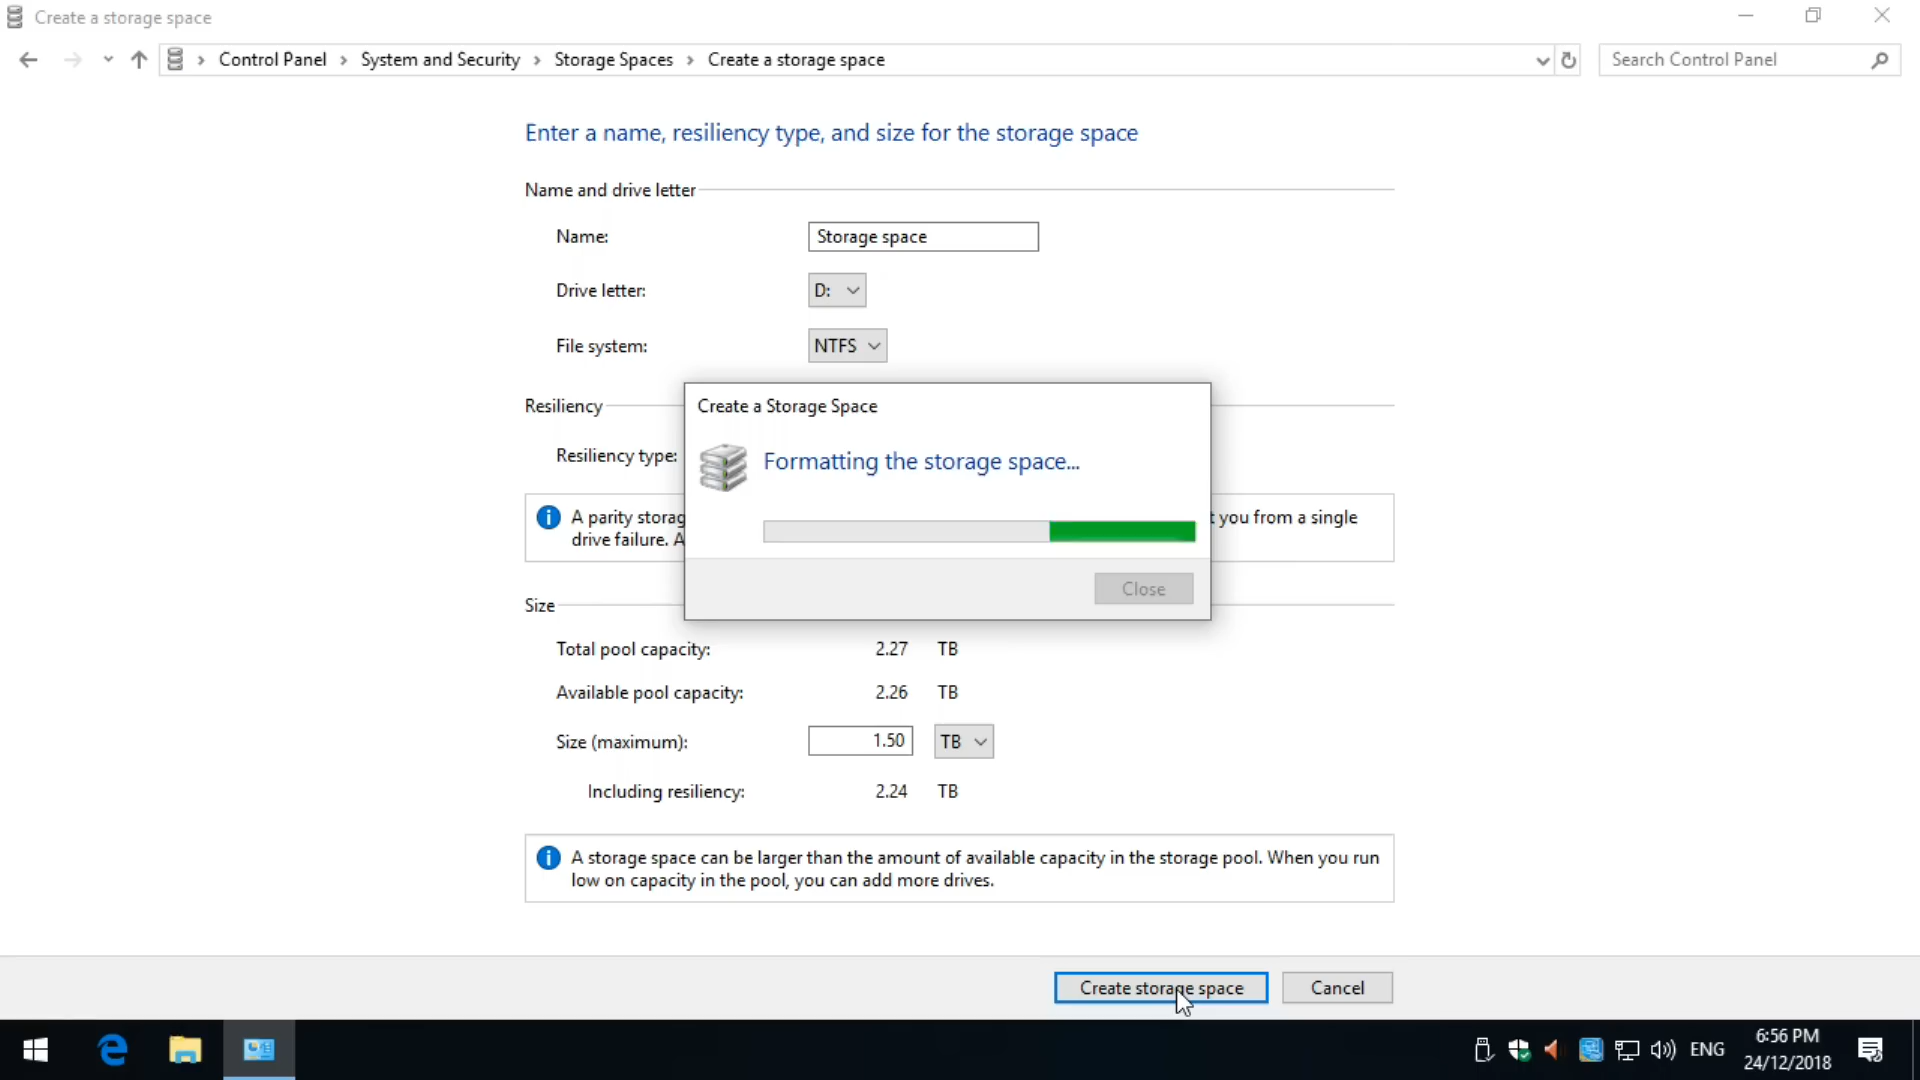 Create a storage space
Control Panel
System and Security
Storage Spaces
Create a storage space
Search Control Panel
Enter a name, resiliency type, and size for the storage space
Name and drive letter
Name:
Storage space
Drive letter:
D:
File system:
NTFS
Resiliency
Create a Storage Space
Resiliency type:
Formatting the storage space...
A parity storag
t you from a single
drive failure. A
Close
Size
Total pool capacity:
2.27 TB
Available pool capacity:
2.26 TB
Size (maximum):
1.50
TB
Including resiliency:
2.24 TB
A storage space can be larger than the amount of available capacity in the storage pool. When you run
low on capacity in the pool, you can add more drives.
Create storage space
Cancel
ENG
6:56 PM
24/12/2018